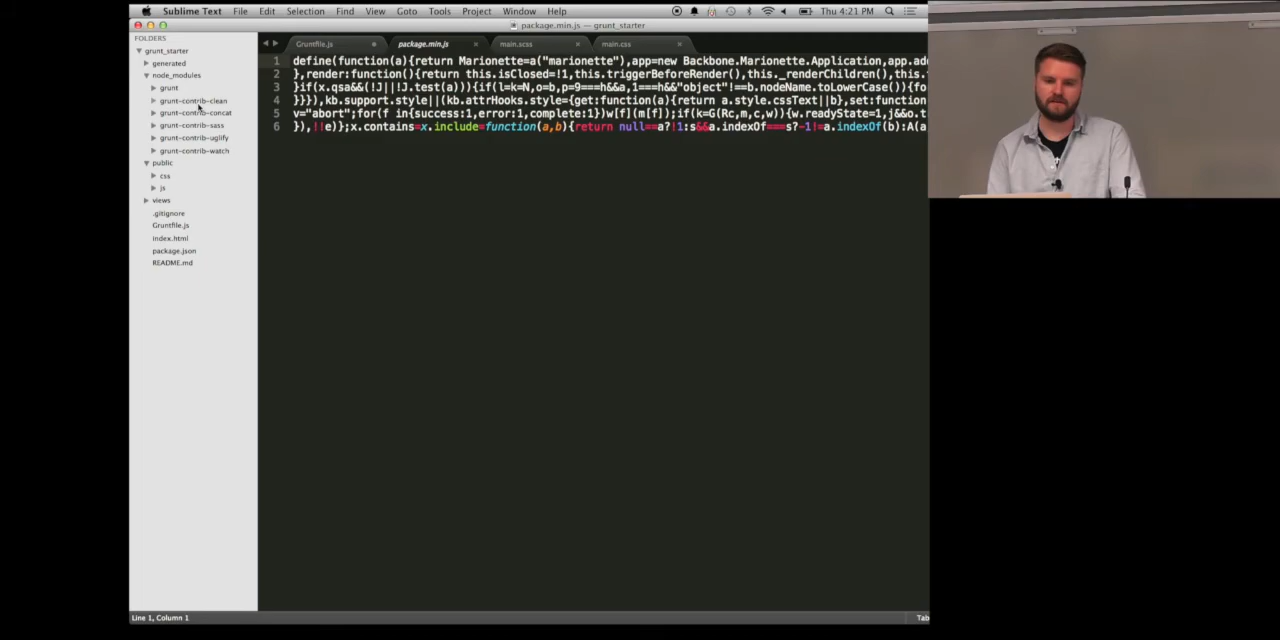 Sublime Text File Edit Selection Find View Goto Tools Project Window Help Thu 4:21 PM
package.min.js — grunt_starter
FOLDERS
grunt_starter
generated
node_modules
grunt
grunt-contrib-clean
grunt-contrib-concat
grunt-contrib-sass
grunt-contrib-uglify
grunt-contrib-watch
public
css
js
views
.gitignore
Gruntfile.js
index.html
package.json
README.md
Gruntfile.js package.min.js main.scss main.css
1 define(function(a){return Marionette=a("marionette"),app=new Backbone.Marionette.Application,app.add
2 },render:function(){return this.isClosed=!1,this.triggerBeforeRender(),this._renderChildren(),this
3 }if(x.qsa&&(!J||!J.test(a))){if(l=k=N,o=b,p=9===h&&a,1===h&&"object"!==b.nodeName.toLowerCase()){fo
4 }}}}),kb.support.style||(kb.attrHooks.style={get:function(a){return a.style.cssText||b},set:function
5 v="abort";for(f in{success:1,error:1,complete:1})w[f](m[f]);if(k=G(Rc,m,c,w)){w.readyState=1,j&&o.t
6 }),!!e)};x.contains=x.include=function(a,b){return null==a?!1:s&&a.indexOf===s?-1!=a.indexOf(b):A(a
Line 1, Column 1 Tab